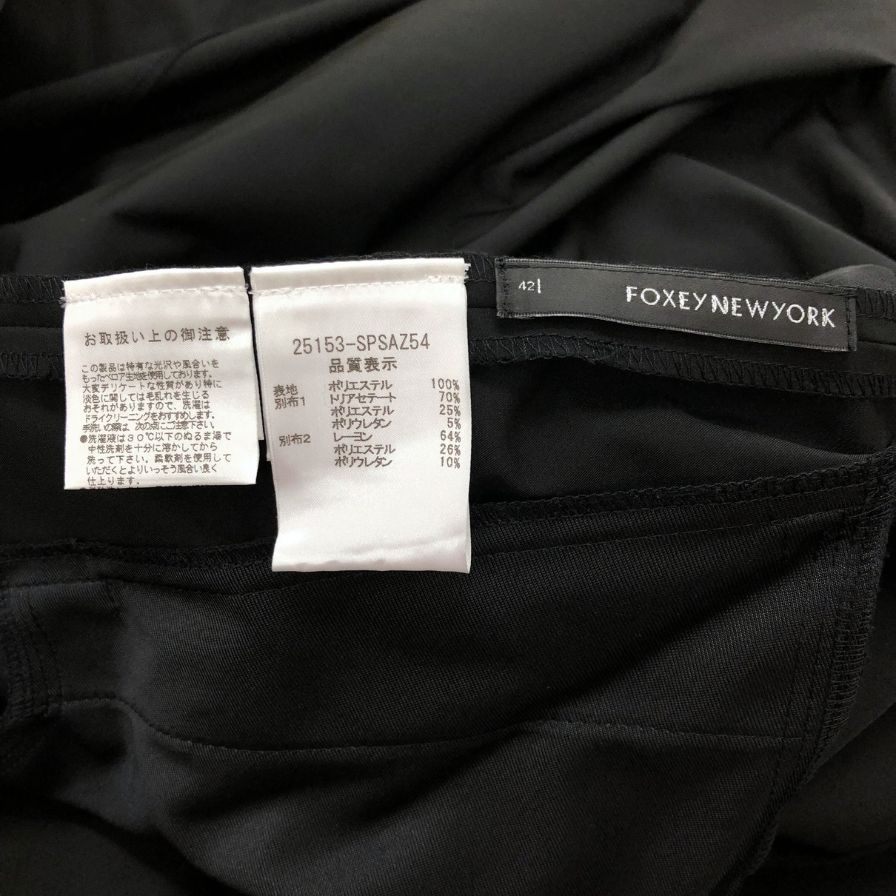 お取扱い上の御注意
この製品は特有な光沢や風合いを
もったベロア生地を使用しております。
大変デリケートな性質があり特に
淡色に関しては毛乱れを生じる
おそれがありますので、洗濯は
ドライクリーニングをおすすめします。
手洗いの際は、次の点にご注意下さい。
●洗濯液は30℃以下のぬるま湯で
中性洗剤を十分に溶かしてから
洗って下さい。柔軟剤を使用して
いただくとよりいっそう風合い良く
仕上ります。
25153-SPSAZ54
品質表示
表地 ポリエステル 100%
別布1 トリアセテート 70%
ポリエステル 25%
ポリウレタン 5%
別布2 レーヨン 64%
ポリエステル 26%
ポリウレタン 10%
42
FOXEY NEW YORK